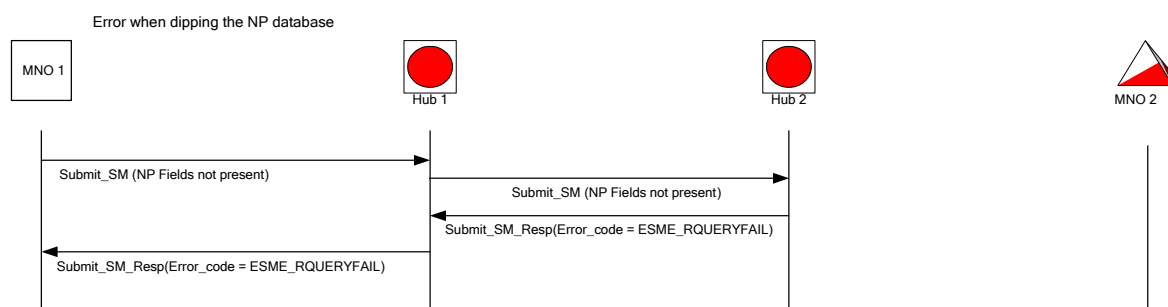 Error when dipping the NP database
MNO 1
Hub 1
Hub 2
MNO 2
Submit_SM (NP Fields not present)
Submit_SM (NP Fields not present)
Submit_SM_Resp(Error_code = ESME_RQUERYFAIL)
Submit_SM_Resp(Error_code = ESME_RQUERYFAIL)